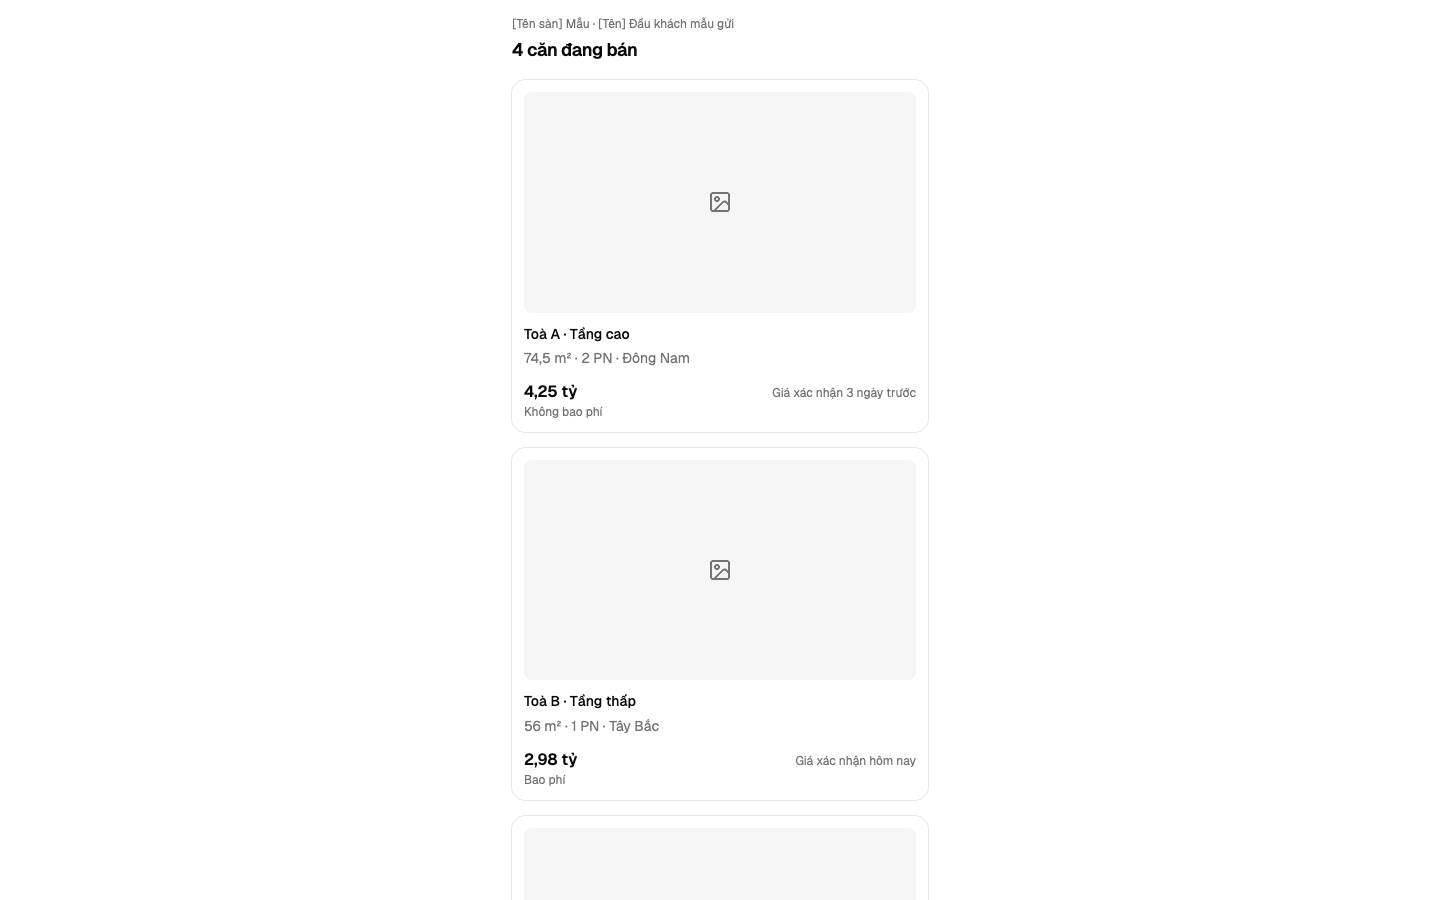 [Tên sàn] Mẫu · [Tên] Đầu khách mẫu gửi
4 căn đang bán
Toà A · Tầng cao
74,5 m² · 2 PN · Đông Nam
4,25 tỷ
Giá xác nhận 3 ngày trước
Không bao phí
Toà B · Tầng thấp
56 m² · 1 PN · Tây Bắc
2,98 tỷ
Giá xác nhận hôm nay
Bao phí